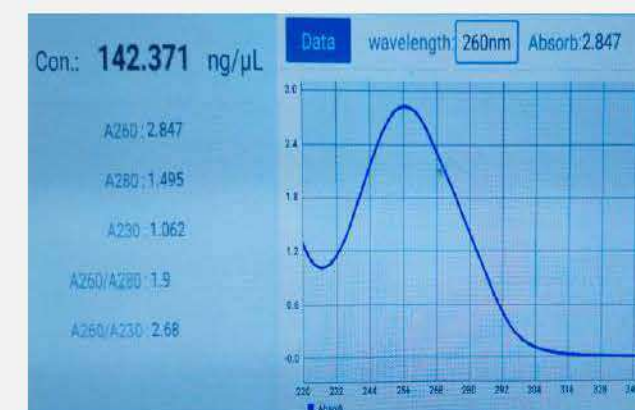 Con.: 142.371 ng/µL
A260 : 2.847
A280 : 1.495
A230 : 1.062
A260/A280 : 1.9
A260/A230 : 2.68
Data wavelength: 260nm Absorb:2.847
3.0
2.4
1.8
1.2
0.6
-0.0
220 232 244 256 268 280 292 304 316 328
Absorb